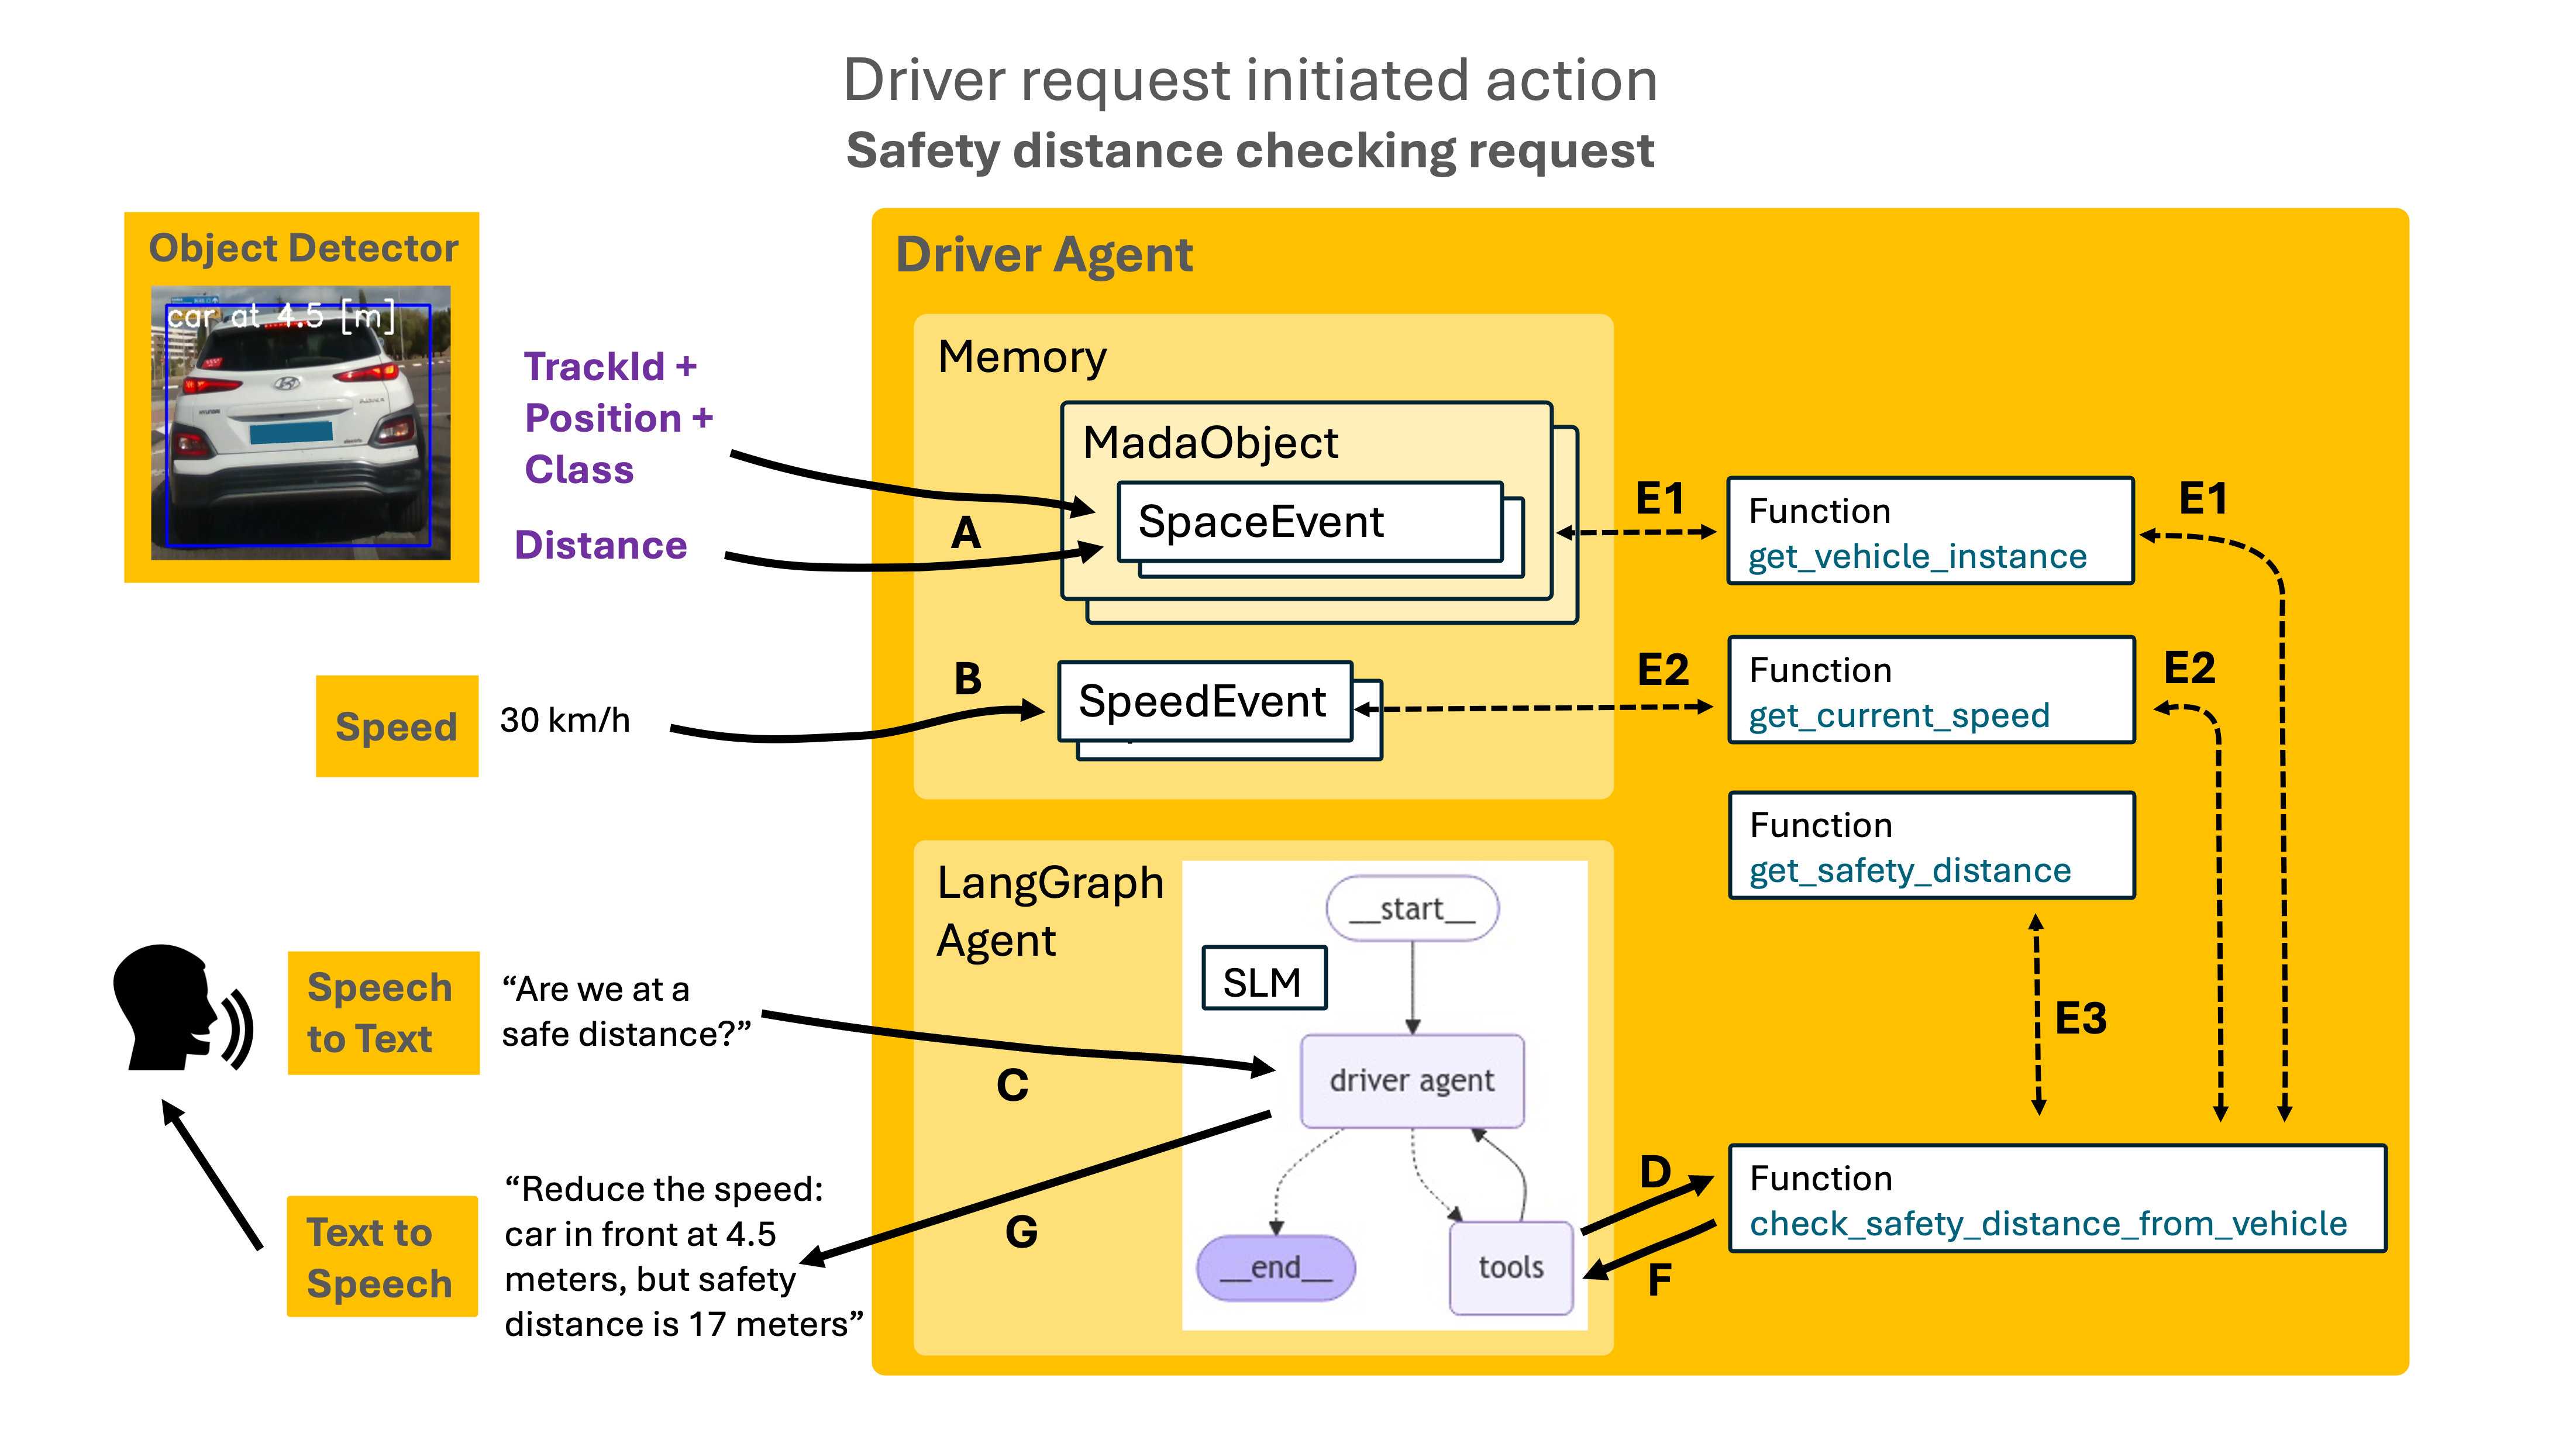 Driver request initiated action
Safety distance checking request
Object Detector
car at 4.5 [m]
HYUNDAI
TrackId +
Position +
Class
Distance
Speed
30 km/h
Speech
to Text
“Are we at a
safe distance?”
Text to
Speech
“Reduce the speed:
car in front at 4.5
meters, but safety
distance is 17 meters”
Driver Agent
Memory
MadaObject
SpaceEvent
A
SpeedEvent
B
E1
Function
get_vehicle_instance
E1
E2
Function
get_current_speed
E2
Function
get_safety_distance
E3
LangGraph
Agent
SLM
__start__
driver agent
__end__
tools
C
G
D
F
Function
check_safety_distance_from_vehicle